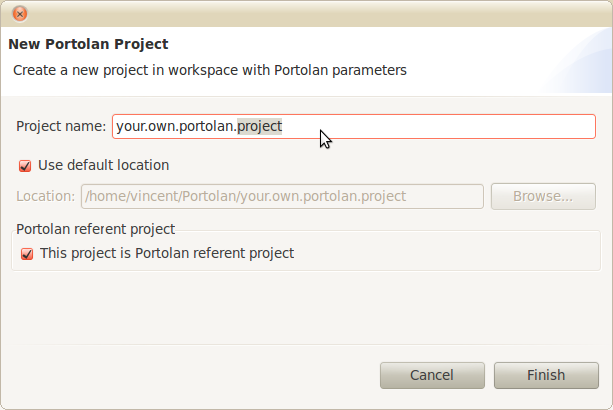 New Portolan Project
Create a new project in workspace with Portolan parameters
Project name: your.own.portolan.project
Use default location
Location: /home/vincent/Portolan/your.own.portolan.project Browse...
Portolan referent project
This project is Portolan referent project
Cancel Finish